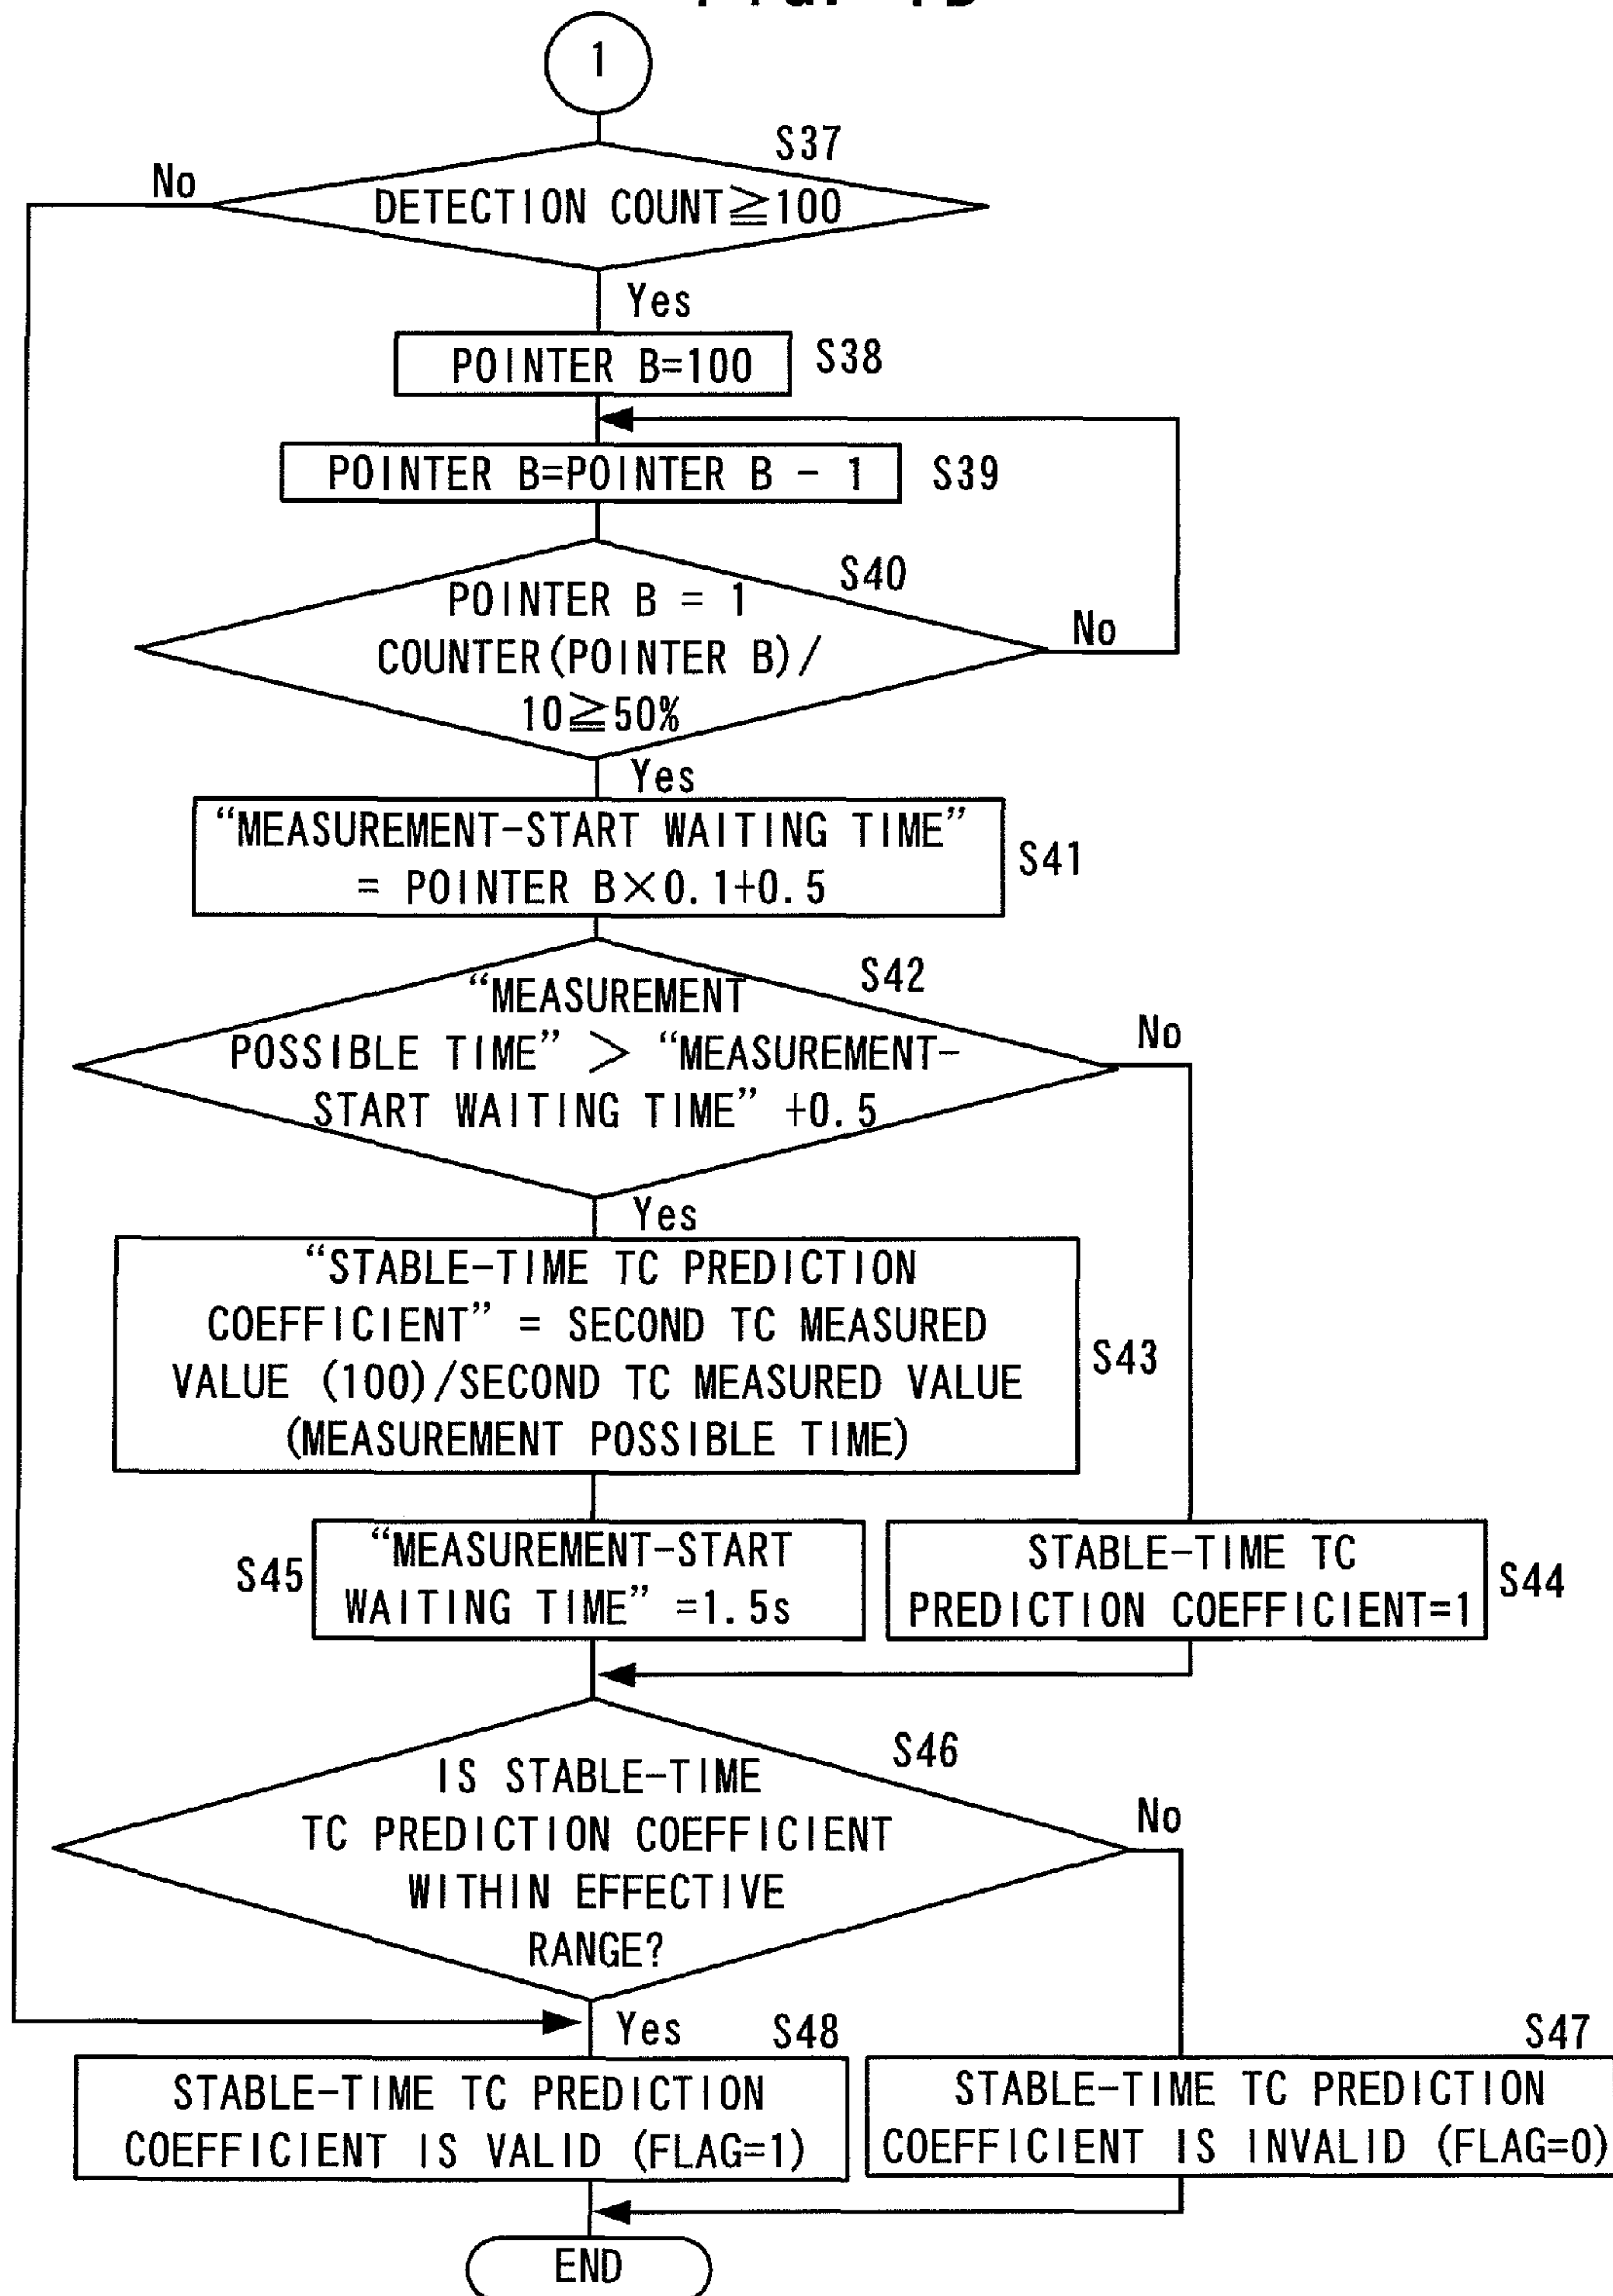 1
S37
No
DETECTION COUNT≧100
Yes
POINTER B=100
S38
POINTER B=POINTER B - 1
S39
S40
POINTER B = 1
COUNTER(POINTER B)/
10≧50%
No
Yes
“MEASUREMENT-START WAITING TIME”
= POINTER B×0.1+0.5
S41
S42
“MEASUREMENT
POSSIBLE TIME” > “MEASUREMENT-
START WAITING TIME” +0.5
No
Yes
“STABLE-TIME TC PREDICTION
COEFFICIENT” = SECOND TC MEASURED
VALUE (100)/SECOND TC MEASURED VALUE
(MEASUREMENT POSSIBLE TIME)
S43
S45
“MEASUREMENT-START
WAITING TIME” =1.5s
STABLE-TIME TC
PREDICTION COEFFICIENT=1
S44
S46
IS STABLE-TIME
TC PREDICTION COEFFICIENT
WITHIN EFFECTIVE
RANGE?
No
Yes
S48
S47
STABLE-TIME TC PREDICTION
COEFFICIENT IS VALID (FLAG=1)
STABLE-TIME TC PREDICTION
COEFFICIENT IS INVALID (FLAG=0)
END